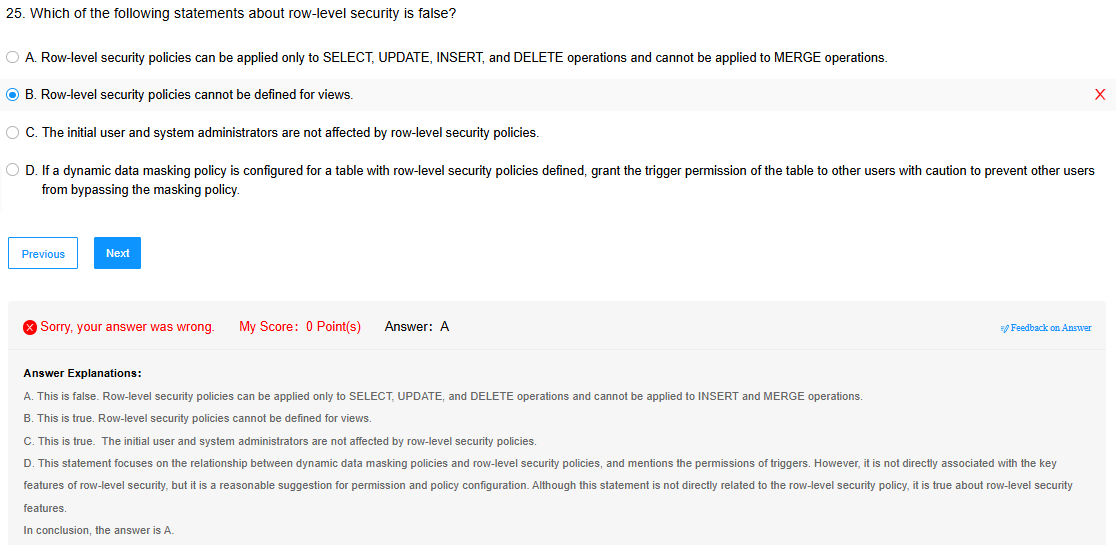 25. Which of the following statements about row-level security is false?
A. Row-level security policies can be applied only to SELECT, UPDATE, INSERT, and DELETE operations and cannot be applied to MERGE operations.
B. Row-level security policies cannot be defined for views.
X
C. The initial user and system administrators are not affected by row-level security policies.
D. If a dynamic data masking policy is configured for a table with row-level security policies defined, grant the trigger permission of the table to other users with caution to prevent other users
from bypassing the masking policy.
Previous Next
Sorry, your answer was wrong. My Score: 0 Point(s) Answer: A Feedback on Answer
Answer Explanations:
A. This is false. Row-level security policies can be applied only to SELECT, UPDATE, and DELETE operations and cannot be applied to INSERT and MERGE operations.
B. This is true. Row-level security policies cannot be defined for views.
C. This is true. The initial user and system administrators are not affected by row-level security policies.
D. This statement focuses on the relationship between dynamic data masking policies and row-level security policies, and mentions the permissions of triggers. However, it is not directly associated with the key
features of row-level security, but it is a reasonable suggestion for permission and policy configuration. Although this statement is not directly related to the row-level security policy, it is true about row-level security
features.
In conclusion, the answer is A.